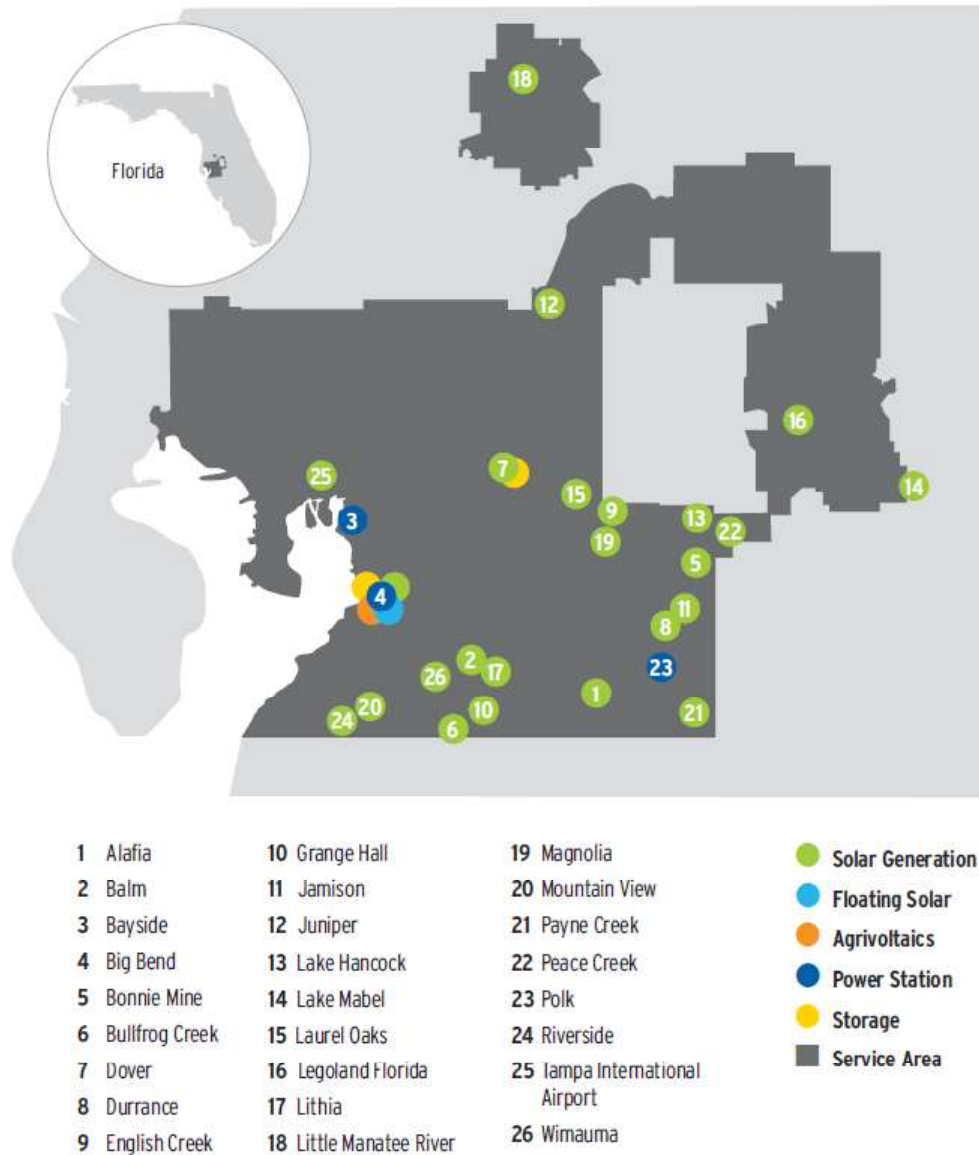 Florida
18
12
16
14
7
25
15
9
3
13
22
19
5
4
11
8
2
17
26
23
1
20
10
21
24
6
1 Alafia
2 Balm
3 Bayside
4 Big Bend
5 Bonnie Mine
6 Bullfrog Creek
7 Dover
8 Durrance
9 English Creek
10 Grange Hall
11 Jamison
12 Juniper
13 Lake Hancock
14 Lake Mabel
15 Laurel Oaks
16 Legoland Florida
17 Lithia
18 Little Manatee River
19 Magnolia
20 Mountain View
21 Payne Creek
22 Peace Creek
23 Polk
24 Riverside
25 Tampa International
Airport
26 Wimauma
Solar Generation
Floating Solar
Agrivoltaics
Power Station
Storage
Service Area